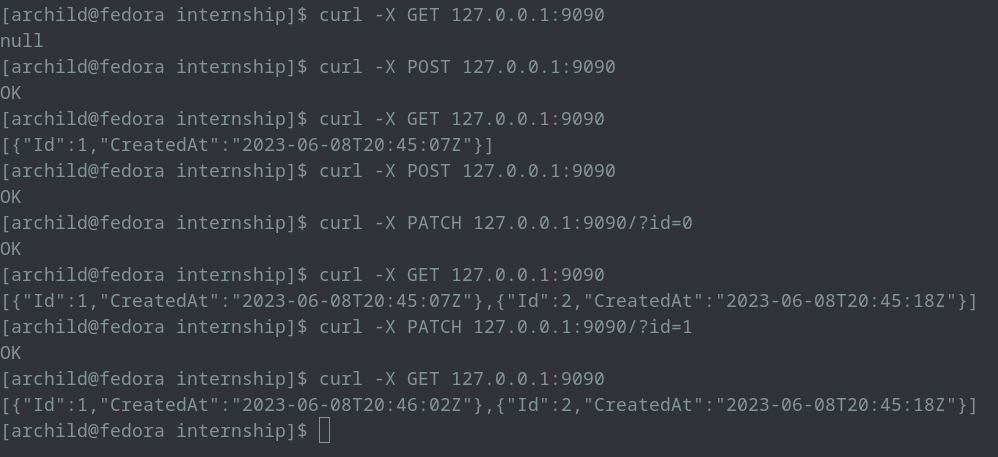 [archild@fedora internship]$ curl -X GET 127.0.0.1:9090
null
[archild@fedora internship]$ curl -X POST 127.0.0.1:9090
OK
[archild@fedora internship]$ curl -X GET 127.0.0.1:9090
[{"Id":1,"CreatedAt":"2023-06-08T20:45:07Z"}]
[archild@fedora internship]$ curl -X POST 127.0.0.1:9090
OK
[archild@fedora internship]$ curl -X PATCH 127.0.0.1:9090/?id=0
OK
[archild@fedora internship]$ curl -X GET 127.0.0.1:9090
[{"Id":1,"CreatedAt":"2023-06-08T20:45:07Z"},{"Id":2,"CreatedAt":"2023-06-08T20:45:18Z"}]
[archild@fedora internship]$ curl -X PATCH 127.0.0.1:9090/?id=1
OK
[archild@fedora internship]$ curl -X GET 127.0.0.1:9090
[{"Id":1,"CreatedAt":"2023-06-08T20:46:02Z"},{"Id":2,"CreatedAt":"2023-06-08T20:45:18Z"}]
[archild@fedora internship]$